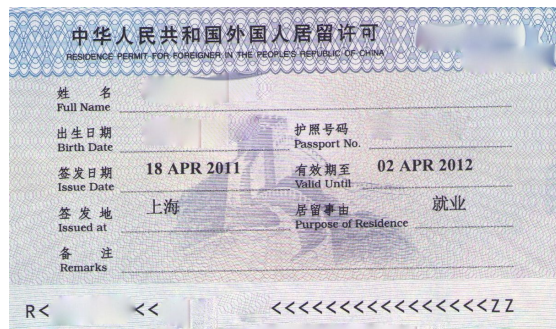 中华人民共和国外国人居留许可
RESIDENCE PERMIT FOR FOREIGNER IN THE PEOPLE'S REPUBLIC OF CHINA
姓 名
Full Name
出生日期 护照号码
Birth Date Passport No.
签发日期 18 APR 2011 有效期至 02 APR 2012
Issue Date Valid Until
签发地 上海 居留事由 就业
Issued at Purpose of Residence
备 注
Remarks
R< << <<<<<<<<<<<<<<<<ZZ